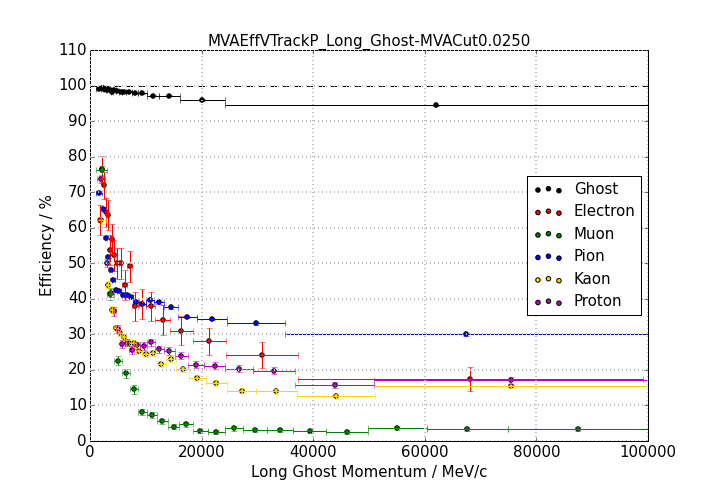 MVAEffVTrackP_Long_Ghost-MVACut0.0250
110
100
90
80
70
60
50
40
30
20
10
0
Efficiency / %
Ghost
Electron
Muon
Pion
Kaon
Proton
0 20000 40000 60000 80000 100000
Long Ghost Momentum / MeV/c